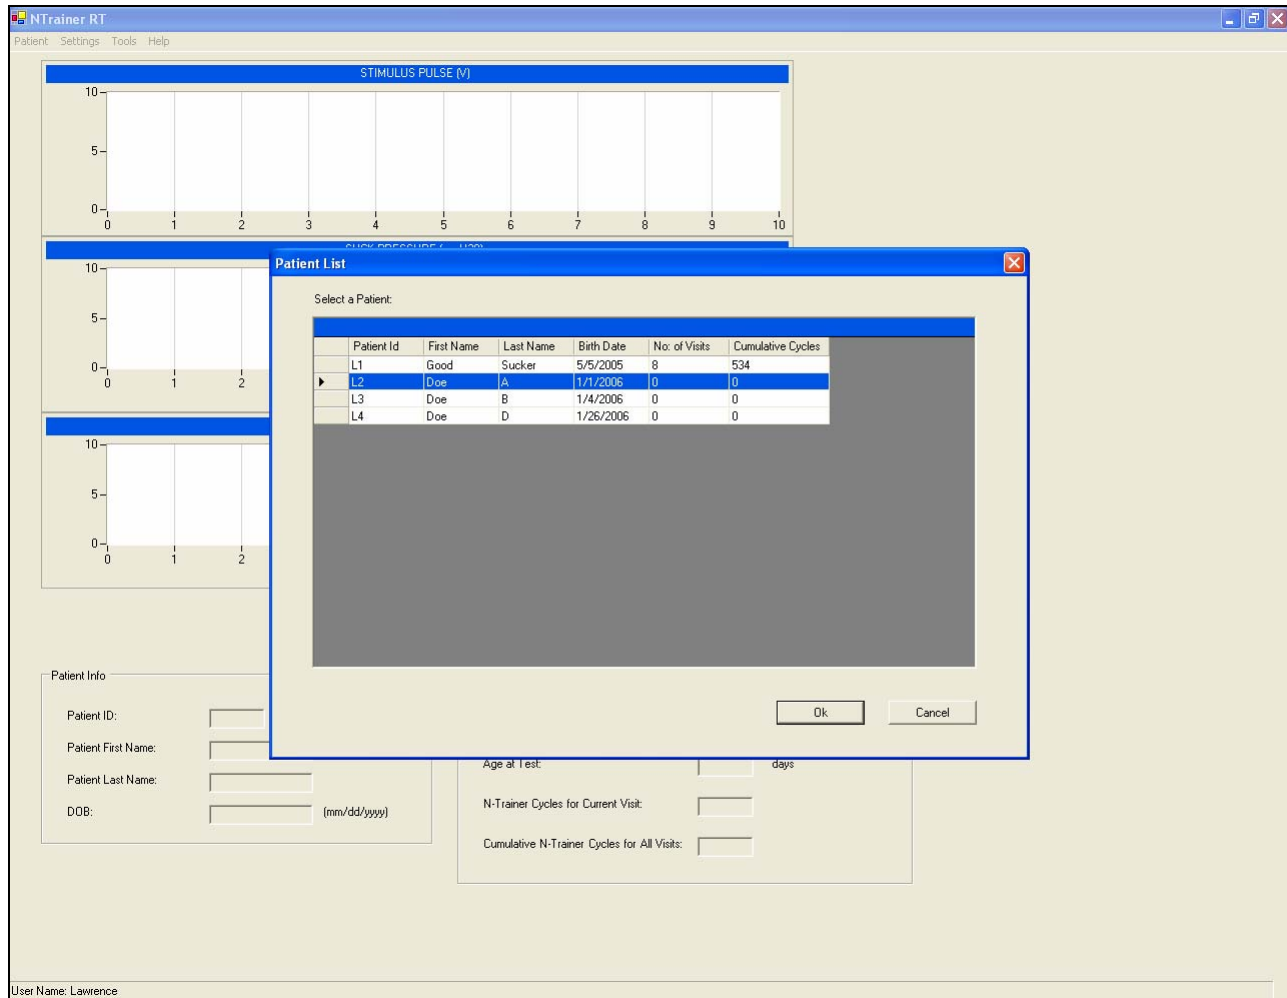 NTrainer RT
Patient Settings Tools Help
STIMULUS PULSE (V)
10
5
0
0 1 2 3 4 5 6 7 8 9 10
10
5
0
0 1 2
10
5
0
0 1 2
Patient List
Select a Patient:
Patient Id First Name Last Name Birth Date No: of Visits Cumulative Cycles
L1 Good Sucker 5/5/2005 8 534
L2 Doe A 1/1/2006 0 0
L3 Doe B 1/4/2006 0 0
L4 Doe D 1/26/2006 0 0
Ok Cancel
Patient Info
Patient ID:
Patient First Name:
Patient Last Name:
DOB: (mm/dd/yyyy)
Age at Test: days
N-Trainer Cycles for Current Visit:
Cumulative N-Trainer Cycles for All Visits:
User Name: Lawrence